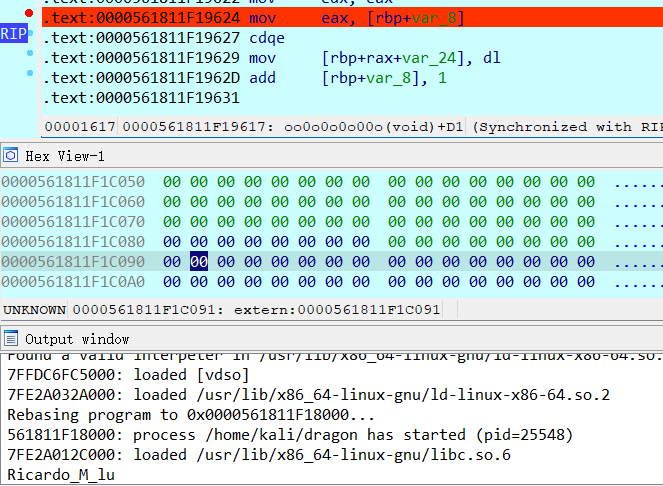 .text:0000561811F19624 mov eax, [rbp+var_8]
RIP
.text:0000561811F19627 cdqe
.text:0000561811F19629 mov [rbp+rax+var_24], dl
.text:0000561811F1962D add [rbp+var_8], 1
.text:0000561811F19631
00001617 0000561811F19617: oo0o0o0o00o(void)+D1 (Synchronized with RIP
Hex View-1
0000561811F1C050 00 00 00 00 00 00 00 00 00 00 00 00 00 00 00 00 ......
0000561811F1C060 00 00 00 00 00 00 00 00 00 00 00 00 00 00 00 00 ......
0000561811F1C070 00 00 00 00 00 00 00 00 00 00 00 00 00 00 00 00 ......
0000561811F1C080 00 00 00 00 00 00 00 00 00 00 00 00 00 00 00 00 ......
0000561811F1C090 00 00 00 00 00 00 00 00 00 00 00 00 00 00 00 00 ......
0000561811F1C0A0 00 00 00 00 00 00 00 00 00 00 00 00 00 00 00 00 ......
UNKNOWN 0000561811F1C091: extern:0000561811F1C091
Output window
Found a valid interpeter in /usr/lib/x86_64-linux-gnu/ld-linux-x86-64.so.
7FFDC6FC5000: loaded [vdso]
7FE2A032A000: loaded /usr/lib/x86_64-linux-gnu/ld-linux-x86-64.so.2
Rebasing program to 0x0000561811F18000...
561811F18000: process /home/kali/dragon has started (pid=25548)
7FE2A012C000: loaded /usr/lib/x86_64-linux-gnu/libc.so.6
Ricardo_M_lu